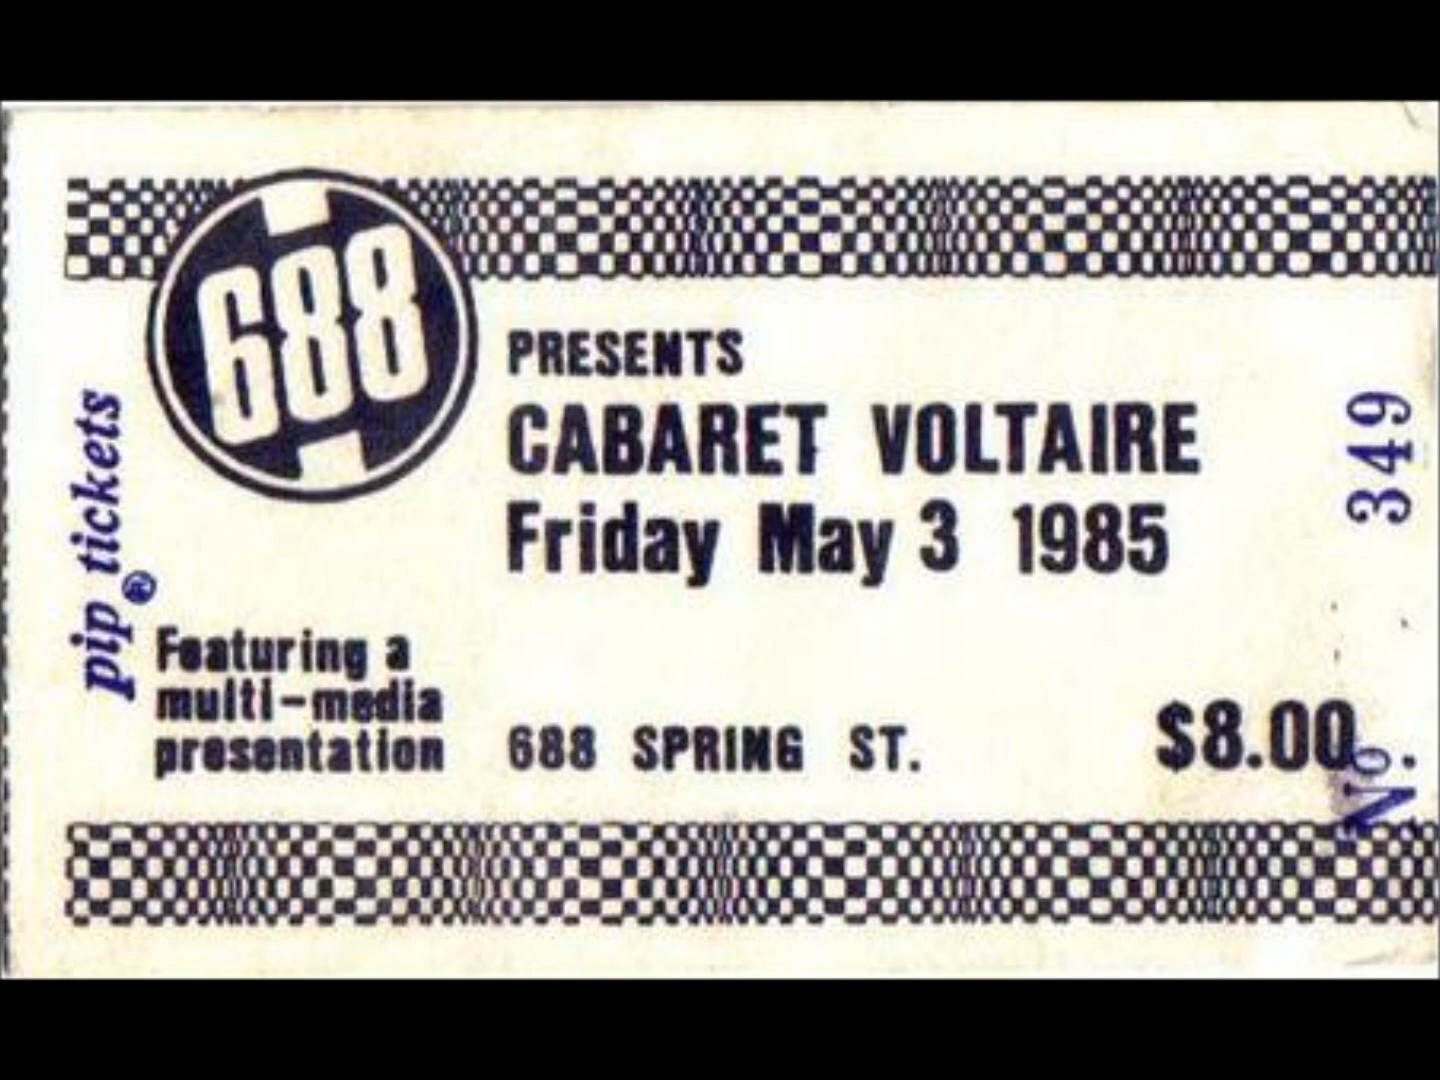 688
PRESENTS
CABARET VOLTAIRE
Friday May 3 1985
pip® tickets
Featuring a
multi-media
presentation
688 SPRING ST.
$8.00
No. 349